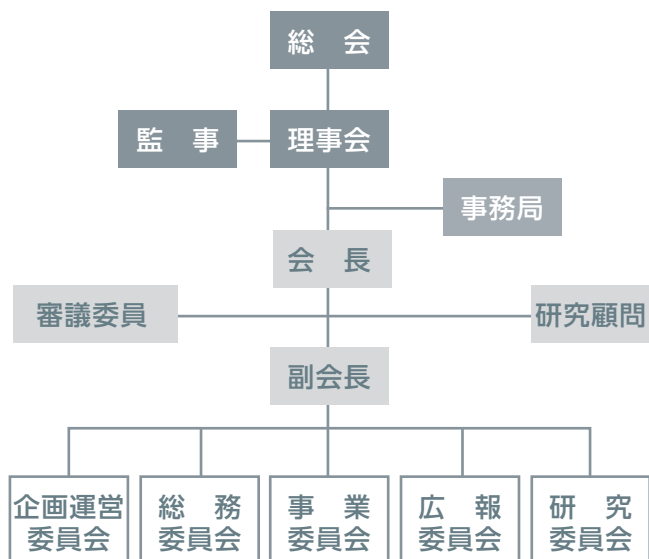 総　会
監　事
理事会
事務局
会　長
審議委員
研究顧問
副会長
企画運営
委員会
総　務
委員会
事　業
委員会
広　報
委員会
研　究
委員会